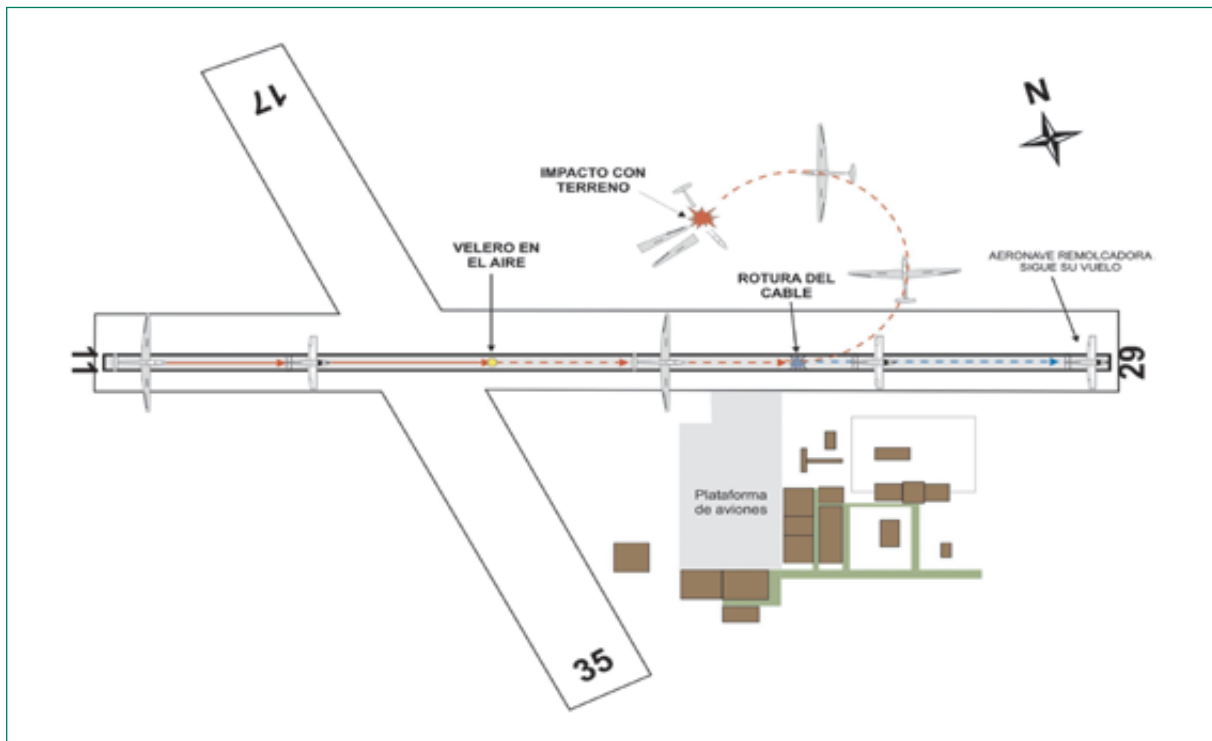 17
N
IMPACTO CON
TERRENO
VELERO EN
EL AIRE
ROTURA DEL
CABLE
AERONAVE REMOLCADORA
SIGUE SU VUELO
11
29
Plataforma
de aviones
35